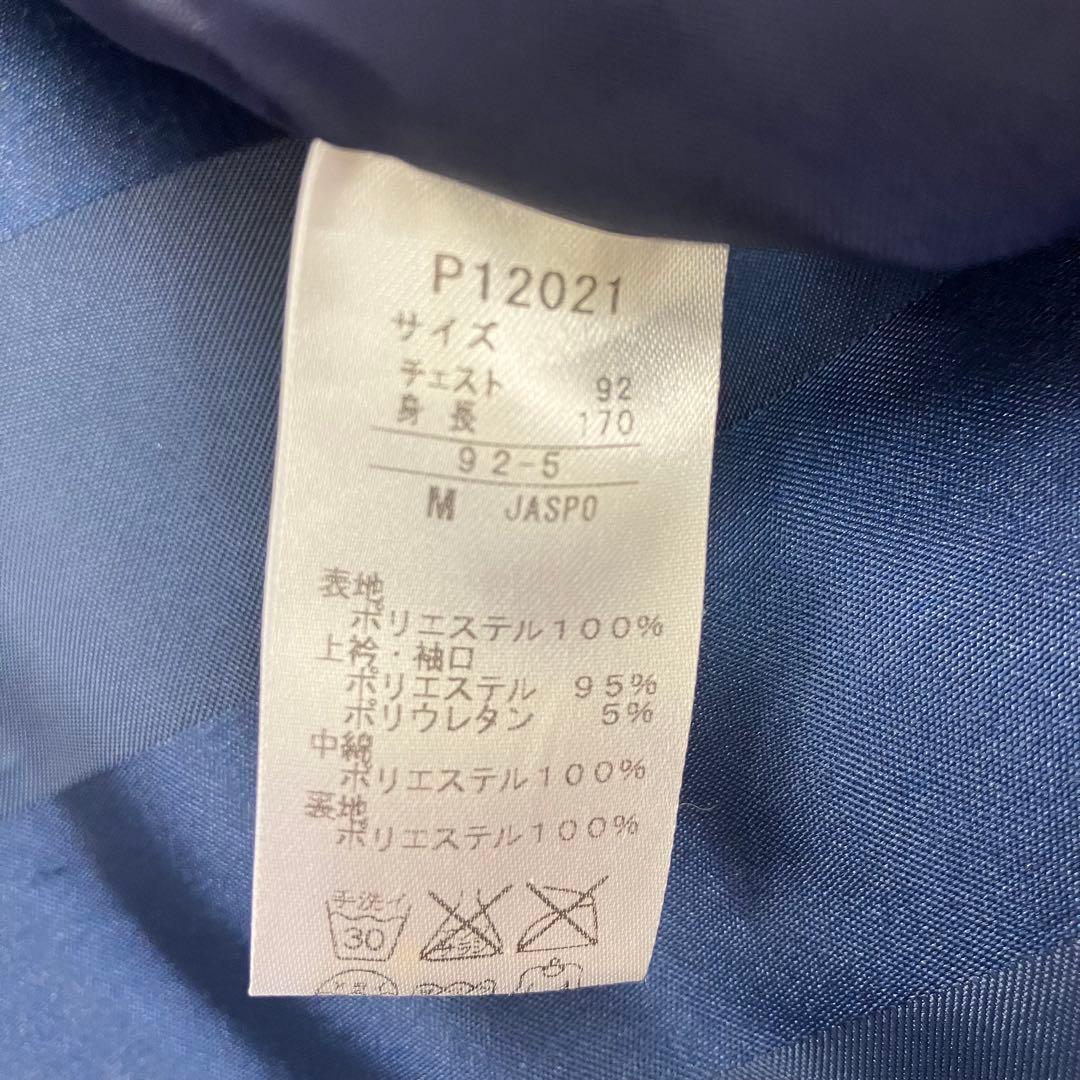 P12021
サイズ
チェスト 92
身長 170
92-5
M JASPO
表地
ポリエステル100%
上衿・袖口
ポリエステル 95%
ポリウレタン 5%
中綿
ポリエステル100%
裏地
ポリエステル100%
手洗イ
30